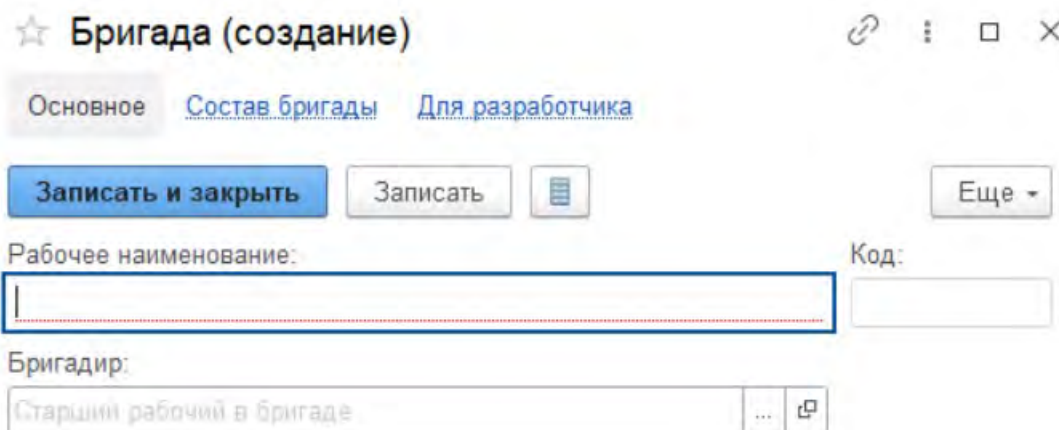 Бригада (создание)
Основное Состав бригады Для разработчика
Записать и закрыть Записать Еще
Рабочее наименование: Код:
Бригадир:
Старший рабочий в бригаде ...